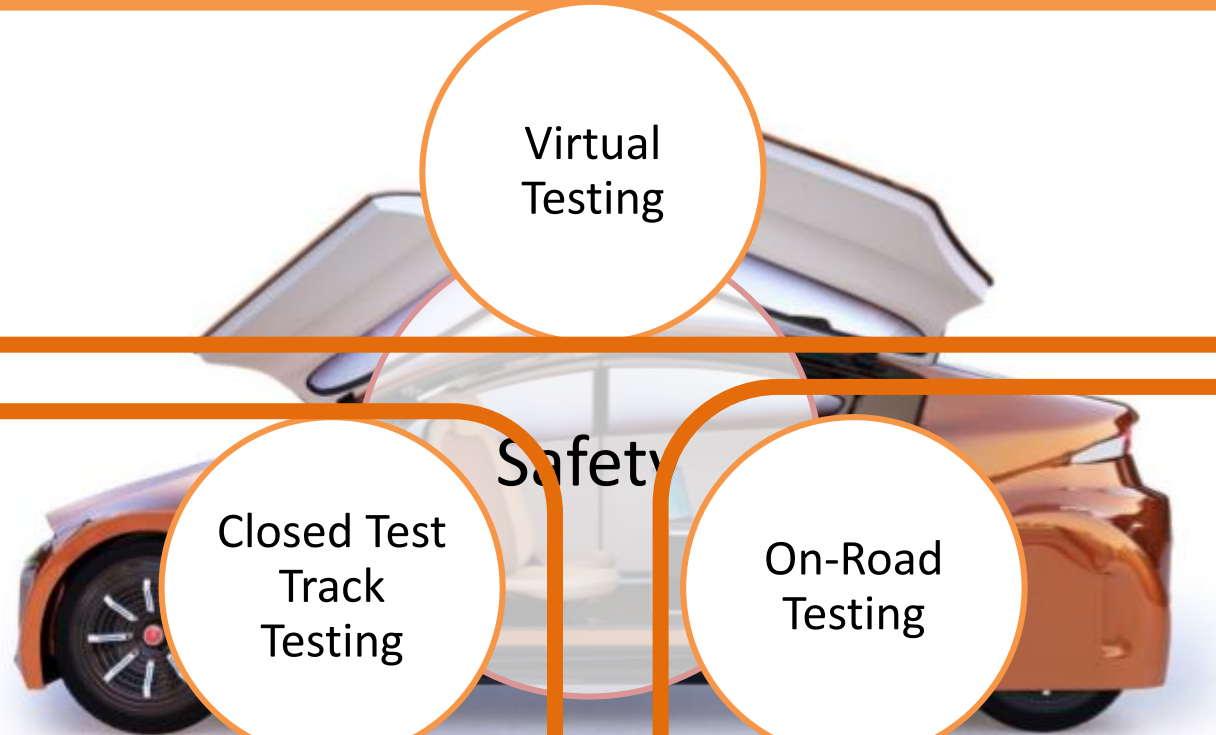 Virtual
Testing
Safety
Closed Test
Track
Testing
On-Road
Testing